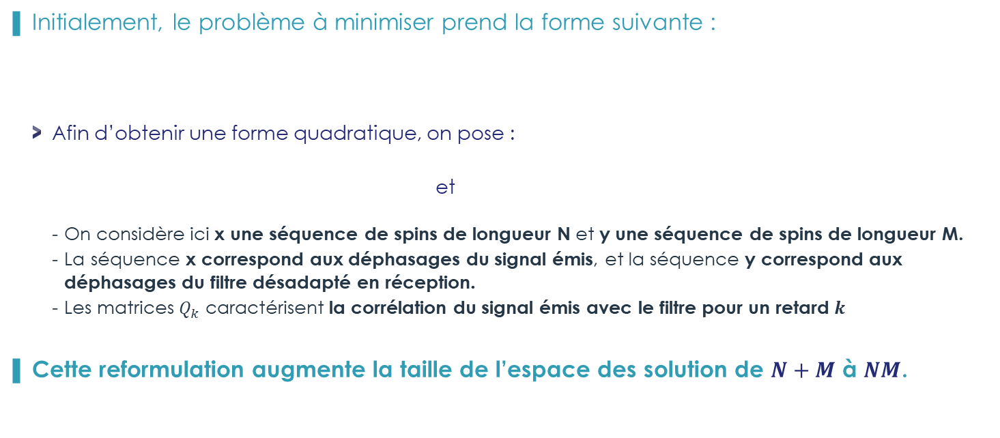 Initialement, le problème à minimiser prend la forme suivante :
Afin d’obtenir une forme quadratique, on pose :
et
- On considère ici x une séquence de spins de longueur N et y une séquence de spins de longueur M.
- La séquence x correspond aux déphasages du signal émis, et la séquence y correspond aux
déphasages du filtre désadapté en réception.
- Les matrices Q_k caractérisent la corrélation du signal émis avec le filtre pour un retard k
Cette reformulation augmente la taille de l’espace des solution de N + M à NM.